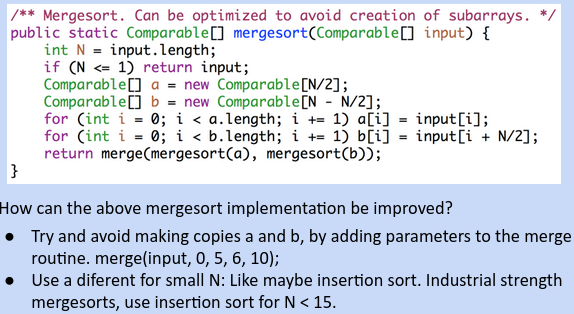 /** Mergesort. Can be optimized to avoid creation of subarrays. */
public static Comparable[] mergesort(Comparable[] input) {
int N = input.length;
if (N <= 1) return input;
Comparable[] a = new Comparable[N/2];
Comparable[] b = new Comparable[N - N/2];
for (int i = 0; i < a.length; i += 1) a[i] = input[i];
for (int i = 0; i < b.length; i += 1) b[i] = input[i + N/2];
return merge(mergesort(a), mergesort(b));
}
How can the above mergesort implementation be improved?
● Try and avoid making copies a and b, by adding parameters to the merge
routine. merge(input, 0, 5, 6, 10);
● Use a diferent for small N: Like maybe insertion sort. Industrial strength
mergesorts, use insertion sort for N < 15.